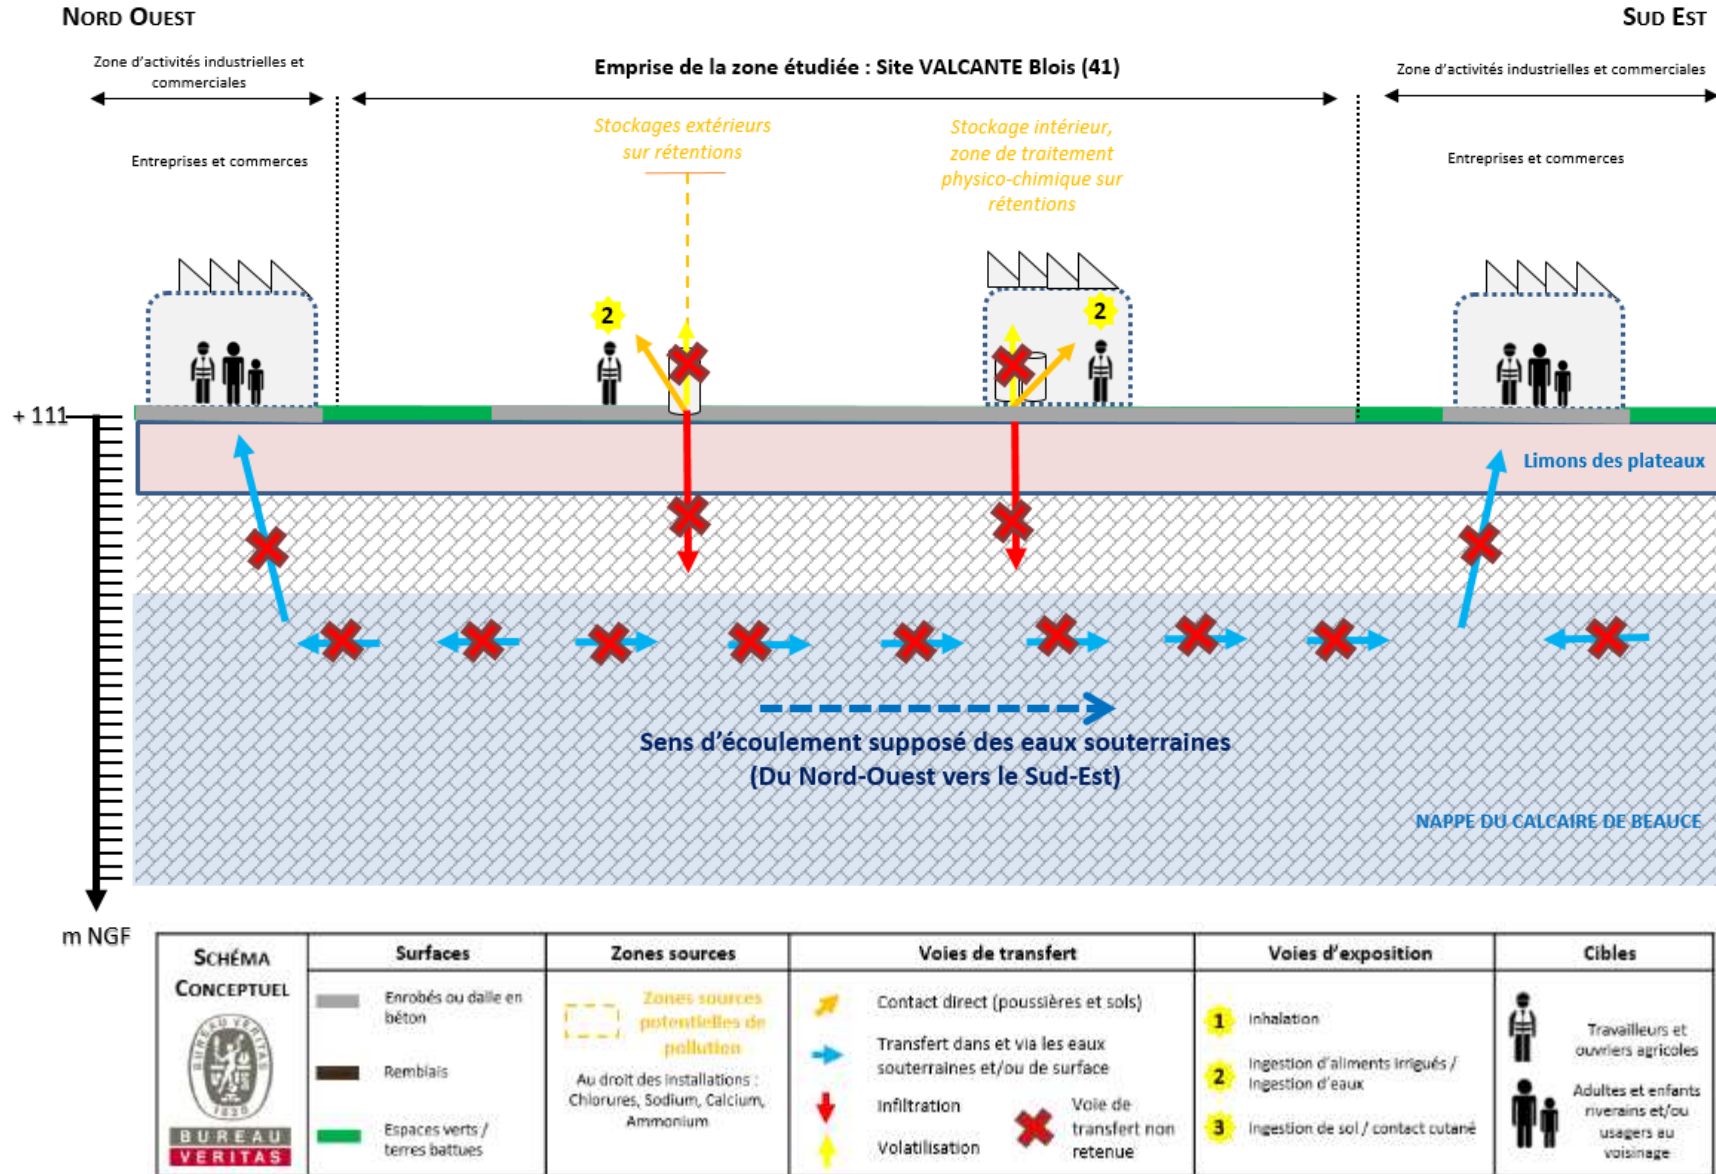 NORD OUEST
SUD EST
Zone d'activités industrielles et
commerciales
Emprise de la zone étudiée : Site VALCANTE Blois (41)
Zone d'activités industrielles et commerciales
Entreprises et commerces
Stockages extérieurs
sur rétentions
Stockage intérieur,
zone de traitement
physico-chimique sur
rétentions
Entreprises et commerces
2
2
+ 111
Limons des plateaux
Sens d'écoulement supposé des eaux souterraines
(Du Nord-Ouest vers le Sud-Est)
NAPPE DU CALCAIRE DE BEAUCE
m NGF
SCHÉMA
CONCEPTUEL
BUREAU VERITAS
1828
BUREAU
VERITAS
Surfaces
Enrobés ou dalle en
béton
Remblais
Espaces verts /
terres battues
Zones sources
Zones sources
potentielles de
pollution
Au droit des installations :
Chlorures, Sodium, Calcium,
Ammonium
Voies de transfert
Contact direct (poussières et sols)
Transfert dans et via les eaux
souterraines et/ou de surface
Infiltration
Volatilisation
Voie de
transfert non
retenue
Voies d'exposition
1 Inhalation
2 Ingestion d'aliments irrigués /
Ingestion d'eaux
3 Ingestion de sol / contact cutané
Cibles
Travailleurs et
ouvriers agricoles
Adultes et enfants
riverains et/ou
usagers au
voisinage